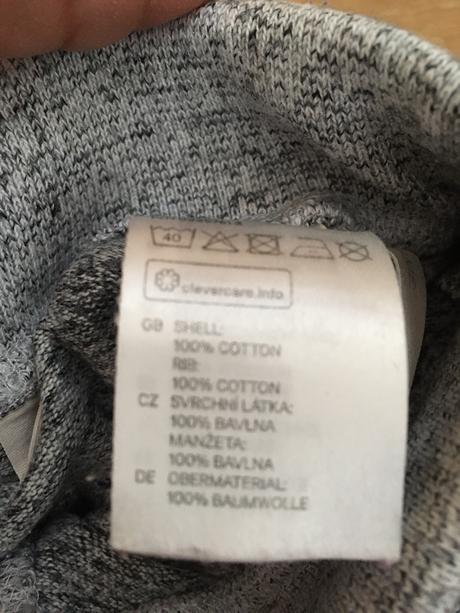 40
clevercare.info
GB SHELL:
100% COTTON
RIB:
100% COTTON
CZ SVRCHNÍ LÁTKA:
100% BAVLNA
MANŽETA:
100% BAVLNA
DE OBERMATERIAL:
100% BAUMWOLLE